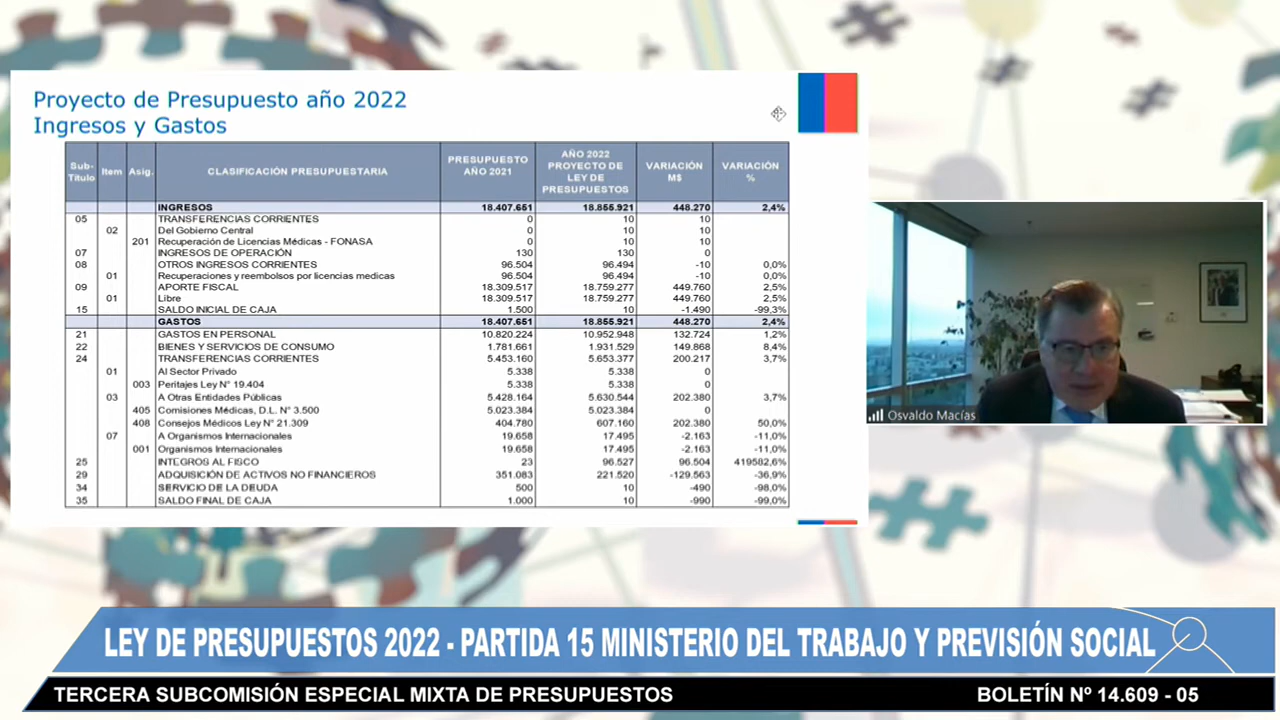 Proyecto de Presupuesto año 2022
Ingresos y Gastos
Sub-Título Item Asig. CLASIFICACIÓN PRESUPUESTARIA PRESUPUESTO AÑO 2021 AÑO 2022 PROYECTO DE LEY DE PRESUPUESTOS VARIACIÓN M$ VARIACIÓN %
INGRESOS 18.407.651 18.855.921 448.270 2,4%
05 TRANSFERENCIAS CORRIENTES 0 10 10
02 Del Gobierno Central 0 10 10
201 Recuperación de Licencias Médicas - FONASA 0 10 10
07 INGRESOS DE OPERACIÓN 130 130 0
08 OTROS INGRESOS CORRIENTES 96.504 96.494 -10 0,0%
01 Recuperaciones y reembolsos por licencias medicas 96.504 96.494 -10 0,0%
09 APORTE FISCAL 18.309.517 18.759.277 449.760 2,5%
01 Libre 18.309.517 18.759.277 449.760 2,5%
15 SALDO INICIAL DE CAJA 1.500 10 -1.490 -99,3%
GASTOS 18.407.651 18.855.921 448.270 2,4%
21 GASTOS EN PERSONAL 10.820.224 10.952.948 132.724 1,2%
22 BIENES Y SERVICIOS DE CONSUMO 1.781.661 1.931.529 149.868 8,4%
24 TRANSFERENCIAS CORRIENTES 5.453.160 5.653.377 200.217 3,7%
01 Al Sector Privado 5.338 5.338 0
003 Peritajes Ley N° 19.404 5.338 5.338 0
03 A Otras Entidades Públicas 5.428.164 5.630.544 202.380 3,7%
405 Comisiones Médicas, D.L. N° 3.500 5.023.384 5.023.384 0
408 Consejos Médicos Ley N° 21.309 404.780 607.160 202.380 50,0%
07 A Organismos Internacionales 19.658 17.495 -2.163 -11,0%
001 Organismos Internacionales 19.658 17.495 -2.163 -11,0%
25 INTEGROS AL FISCO 23 96.527 96.504 419582,6%
29 ADQUISICIÓN DE ACTIVOS NO FINANCIEROS 351.083 221.520 -129.563 -36,9%
34 SERVICIO DE LA DEUDA 500 10 -490 -98,0%
35 SALDO FINAL DE CAJA 1.000 10 -990 -99,0%
Osvaldo Macías
LEY DE PRESUPUESTOS 2022 - PARTIDA 15 MINISTERIO DEL TRABAJO Y PREVISIÓN SOCIAL
TERCERA SUBCOMISIÓN ESPECIAL MIXTA DE PRESUPUESTOS BOLETÍN Nº 14.609 - 05